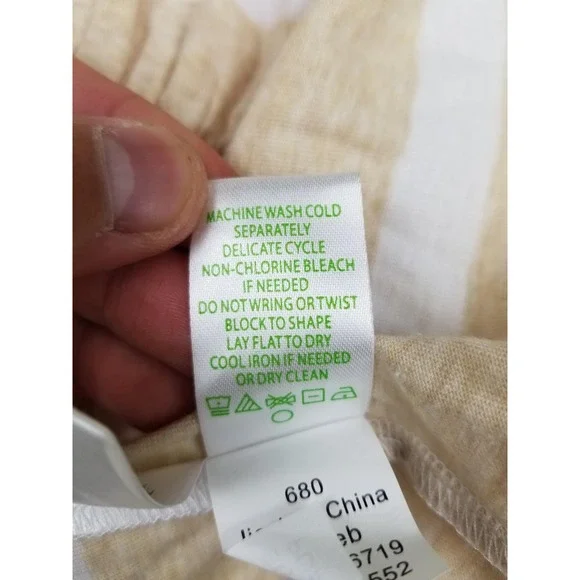 MACHINE WASH COLD
SEPARATELY
DELICATE CYCLE
NON-CHLORINE BLEACH
IF NEEDED
DO NOT WRING OR TWIST
BLOCK TO SHAPE
LAY FLAT TO DRY
COOL IRON IF NEEDED
OR DRY CLEAN
680
China
eb
6719
552